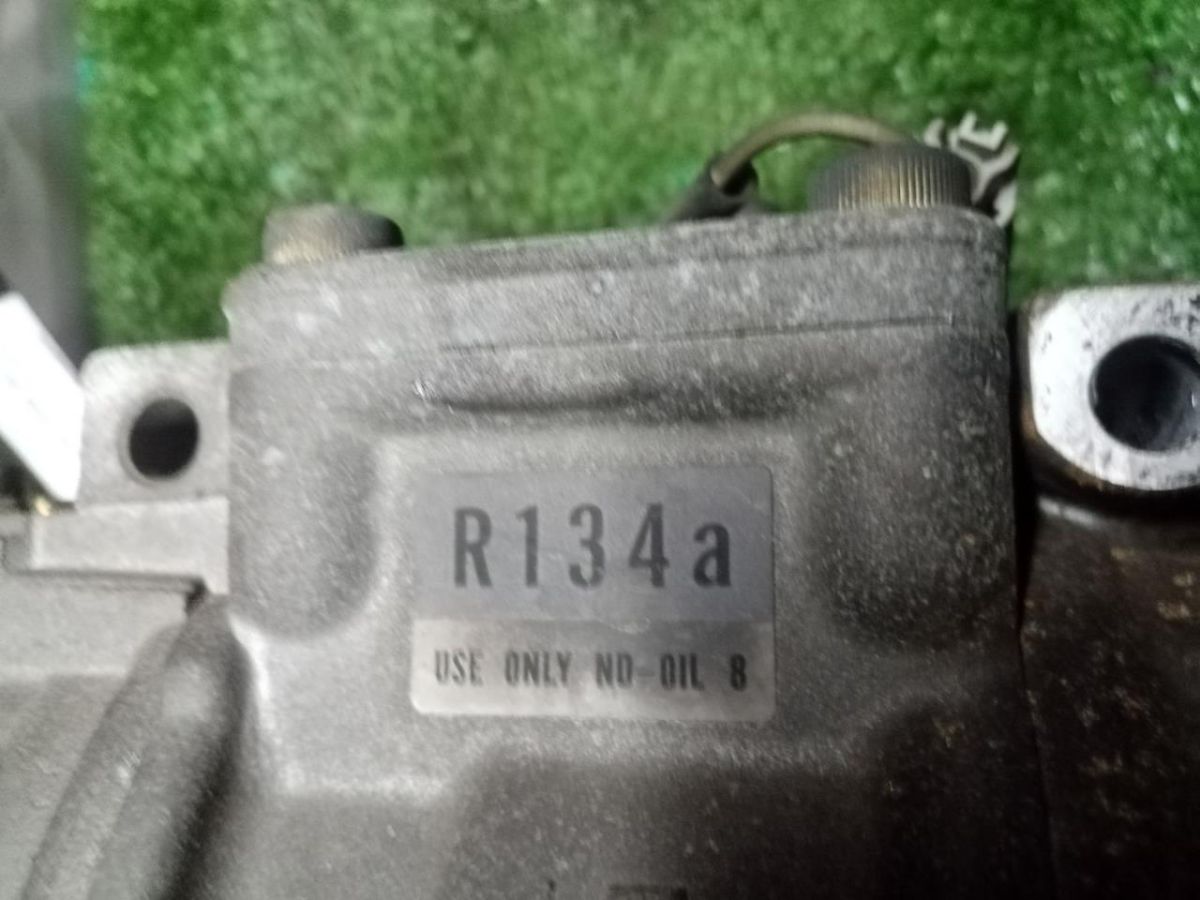 R134a
USE ONLY ND-OIL 8